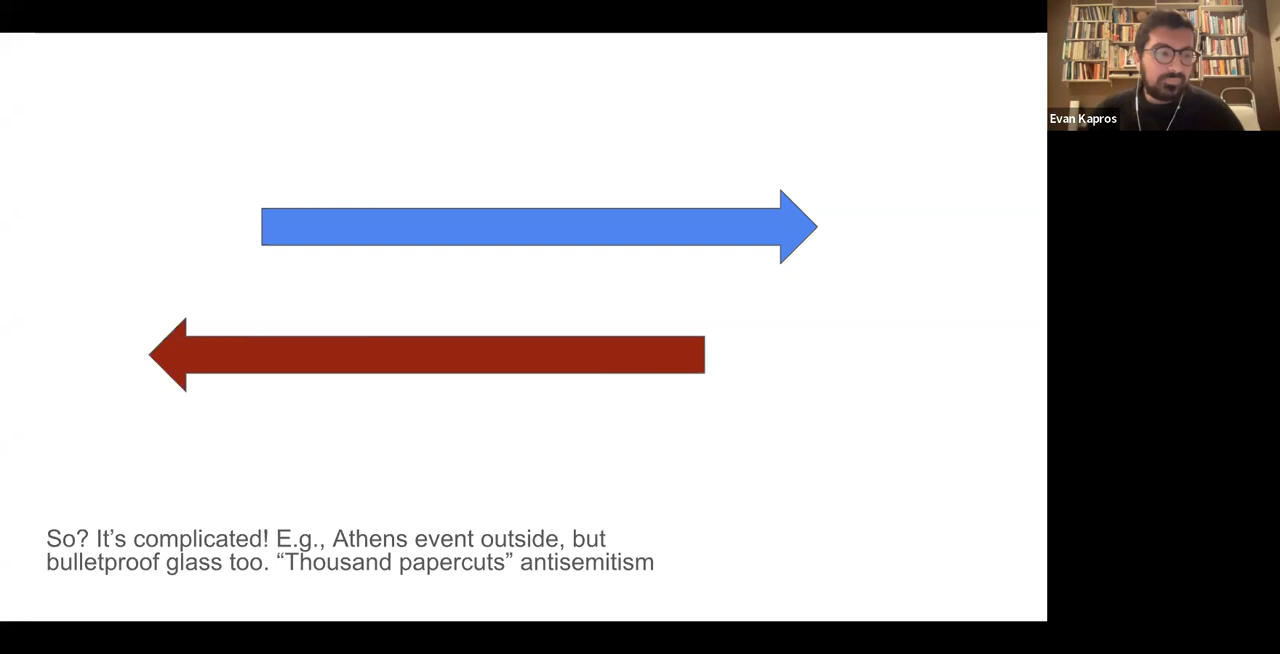 Evan Kapros
So? It’s complicated! E.g., Athens event outside, but
bulletproof glass too. “Thousand papercuts” antisemitism